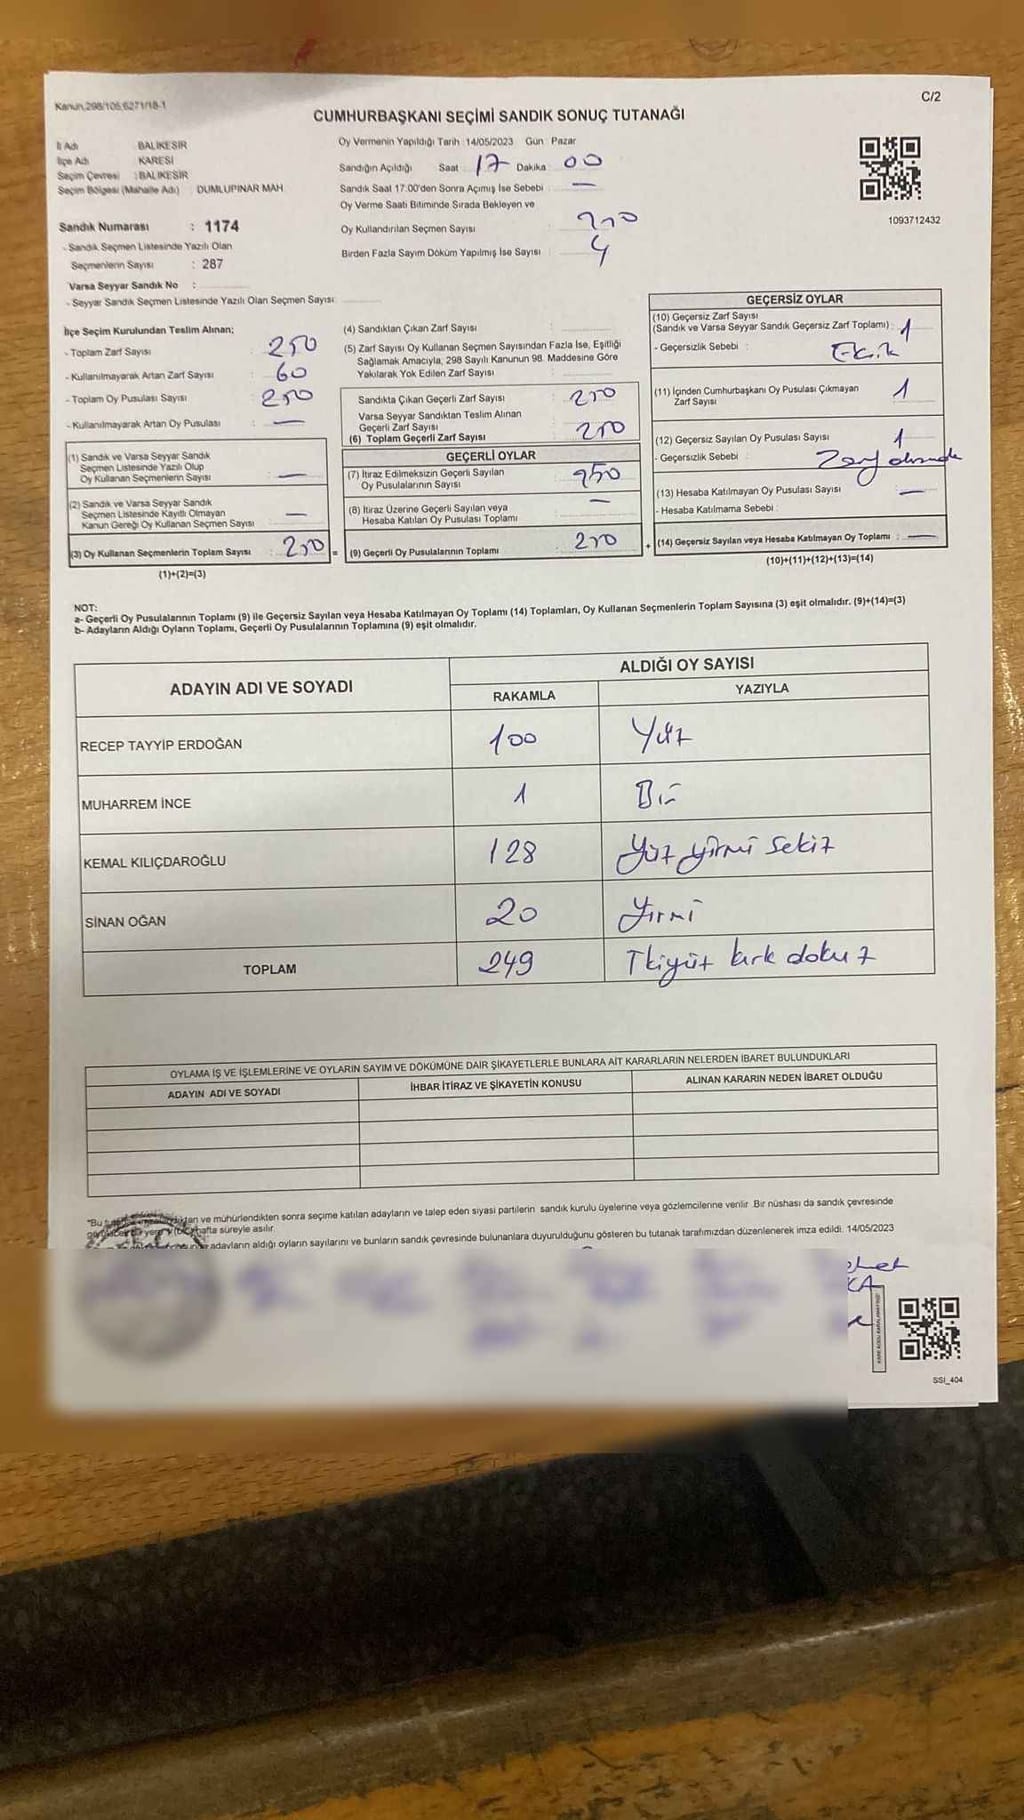 Kanun,298/105,6271/18-1
C/2
CUMHURBAŞKANI SEÇİMİ SANDIK SONUÇ TUTANAĞI
İl Adı BALIKESİR
İlçe Adı KARESİ
Seçim Çevresi : BALIKESİR
Seçim Bölgesi (Mahalle Adı) : DUMLUPINAR MAH
Sandık Numarası : 1174
- Sandık Seçmen Listesinde Yazılı Olan
Seçmenlerin Sayısı : 287
Varsa Seyyar Sandık No :
- Seyyar Sandık Seçmen Listesinde Yazılı Olan Seçmen Sayısı:
Oy Vermenin Yapıldığı Tarih :14/05/2023 Gün : Pazar
Sandığın Açıldığı Saat : 17 Dakika : 00
Sandık Saat 17:00'den Sonra Açımış İse Sebebi : —
Oy Verme Saati Bitiminde Sırada Bekleyen ve
Oy Kullandırılan Seçmen Sayısı : 250
Birden Fazla Sayım Döküm Yapılmış İse Sayısı : 4
1093712432
İlçe Seçim Kurulundan Teslim Alınan;
- Toplam Zarf Sayısı : 250
- Kullanılmayarak Artan Zarf Sayısı : 60
- Toplam Oy Pusulası Sayısı : 250
- Kullanılmayarak Artan Oy Pusulası : —
(1) Sandık ve Varsa Seyyar Sandık
Seçmen Listesinde Yazılı Olup
Oy Kullanan Seçmenlerin Sayısı : —
(2) Sandık ve Varsa Seyyar Sandık
Seçmen Listesinde Kayıtlı Olmayan
Kanun Gereği Oy Kullanan Seçmen Sayısı : —
(3) Oy Kullanan Seçmenlerin Toplam Sayısı : 250 =
(1)+(2)=(3)
(4) Sandıktan Çıkan Zarf Sayısı :
(5) Zarf Sayısı Oy Kullanan Seçmen Sayısından Fazla İse, Eşitliği
Sağlamak Amacıyla, 298 Sayılı Kanunun 98. Maddesine Göre
Yakılarak Yok Edilen Zarf Sayısı :
Sandıkta Çıkan Geçerli Zarf Sayısı : 250
Varsa Seyyar Sandıktan Teslim Alınan
Geçerli Zarf Sayısı
(6) Toplam Geçerli Zarf Sayısı : 250
GEÇERLİ OYLAR
(7) İtiraz Edilmeksizin Geçerli Sayılan
Oy Pusulalarının Sayısı : 250
(8) İtiraz Üzerine Geçerli Sayılan veya
Hesaba Katılan Oy Pusulası Toplamı : —
(9) Geçerli Oy Pusulalarının Toplamı : 250 +
GEÇERSİZ OYLAR
(10) Geçersiz Zarf Sayısı
(Sandık ve Varsa Seyyar Sandık Geçersiz Zarf Toplamı) : 1
- Geçersizlik Sebebi : Eksik
(11) İçinden Cumhurbaşkanı Oy Pusulası Çıkmayan
Zarf Sayısı 1
(12) Geçersiz Sayılan Oy Pusulası Sayısı : 1
- Geçersizlik Sebebi : Zarf dışında
(13) Hesaba Katılmayan Oy Pusulası Sayısı : —
- Hesaba Katılmama Sebebi :
(14) Geçersiz Sayılan veya Hesaba Katılmayan Oy Toplamı : —
(10)+(11)+(12)+(13)=(14)
NOT:
a- Geçerli Oy Pusulalarının Toplamı (9) ile Geçersiz Sayılan veya Hesaba Katılmayan Oy Toplamı (14) Toplamları, Oy Kullanan Seçmenlerin Toplam Sayısına (3) eşit olmalıdır. (9)+(14)=(3)
b- Adayların Aldığı Oyların Toplamı, Geçerli Oy Pusulalarının Toplamına (9) eşit olmalıdır.
ADAYIN ADI VE SOYADI ALDIĞI OY SAYISI
RAKAMLA YAZIYLA
RECEP TAYYİP ERDOĞAN 100 Yüz
MUHARREM İNCE 1 Bir
KEMAL KILIÇDAROĞLU 128 Yüz yirmi sekiz
SİNAN OĞAN 20 Yirmi
TOPLAM 249 İkiyüz kırk dokuz
OYLAMA İŞ VE İŞLEMLERİNE VE OYLARIN SAYIM VE DÖKÜMÜNE DAİR ŞİKAYETLERLE BUNLARA AİT KARARLARIN NELERDEN İBARET BULUNDUKLARI
ADAYIN ADI VE SOYADI İHBAR İTİRAZ VE ŞİKAYETİN KONUSU ALINAN KARARIN NEDEN İBARET OLDUĞU
"Bu ve mühürlendikten sonra seçime katılan adayların ve talep eden siyasi partilerin sandık kurulu üyelerine veya gözlemcilerine verilir. Bir nüshası da sandık çevresinde
hafta süreyle asılır.
adayların aldığı oyların sayılarını ve bunların sandık çevresinde bulunanlara duyurulduğunu gösteren bu tutanak tarafımızdan düzenlenerek imza edildi. 14/05/2023
SSI_404